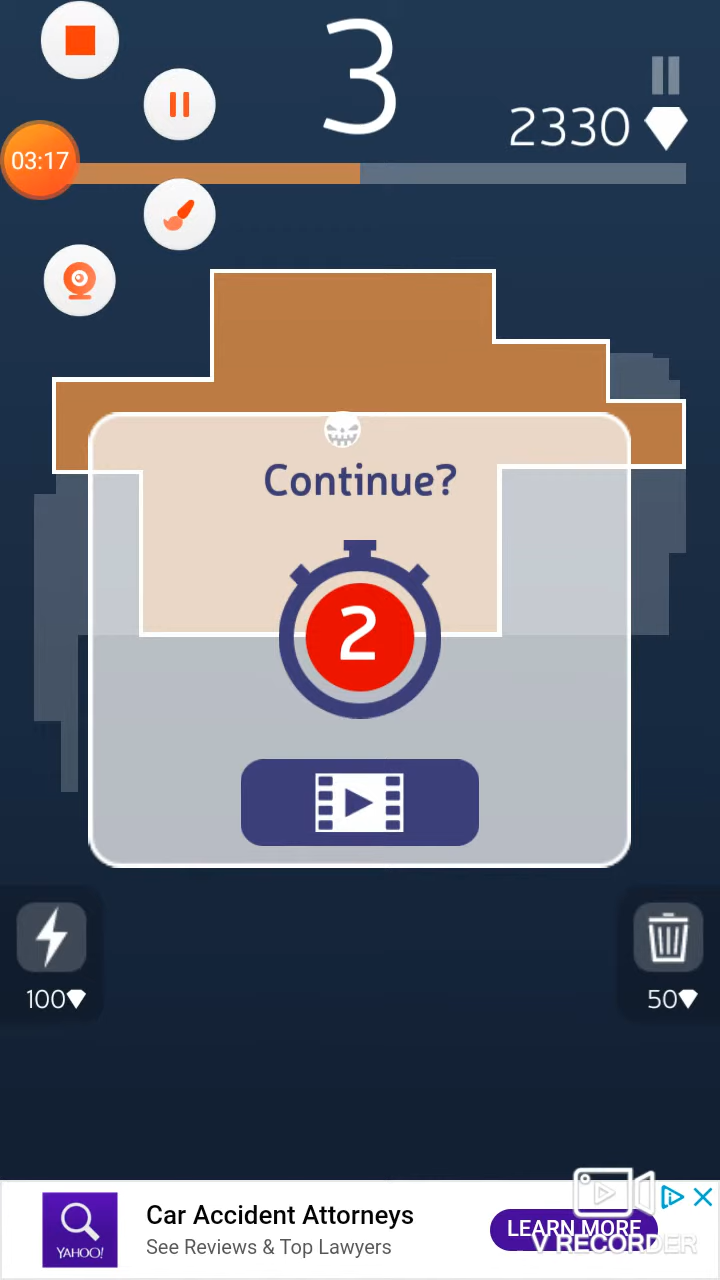 3
2330
03:17
Continue?
2
100
50
YAHOO!
Car Accident Attorneys
See Reviews & Top Lawyers
LEARN MORE
V RECORDER